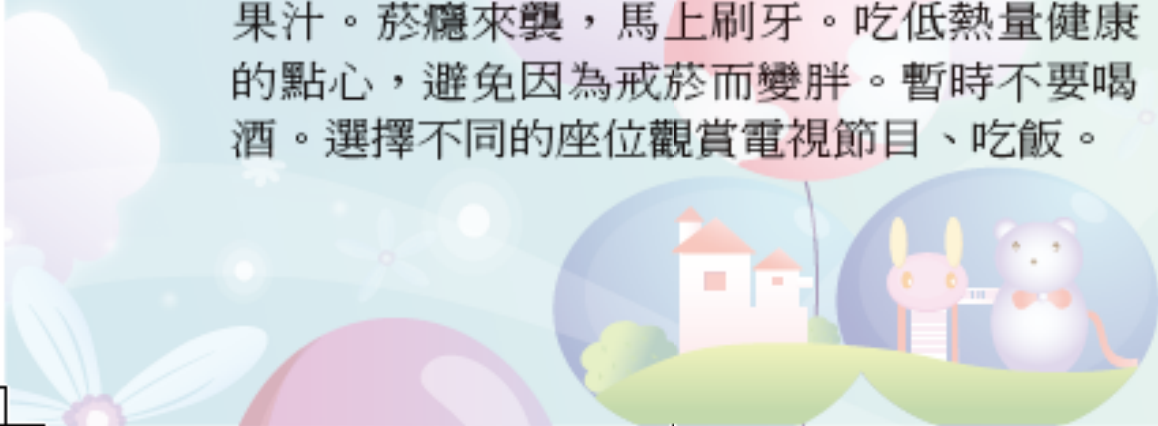 果汁。菸癮來襲，馬上刷牙。吃低熱量健康
的點心，避免因為戒菸而變胖。暫時不要喝
酒。選擇不同的座位觀賞電視節目、吃飯。